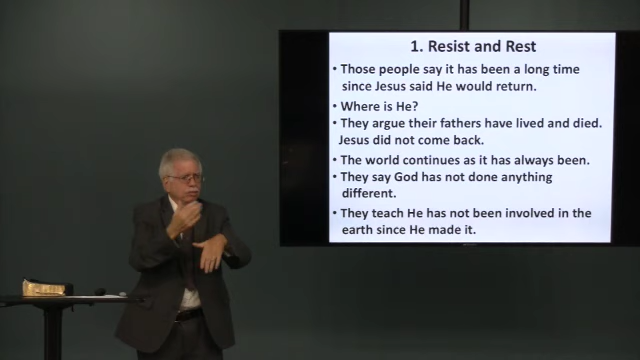 1. Resist and Rest
• Those people say it has been a long time
since Jesus said He would return.
• Where is He?
• They argue their fathers have lived and died.
Jesus did not come back.
• The world continues as it has always been.
• They say God has not done anything
different.
• They teach He has not been involved in the
earth since He made it.